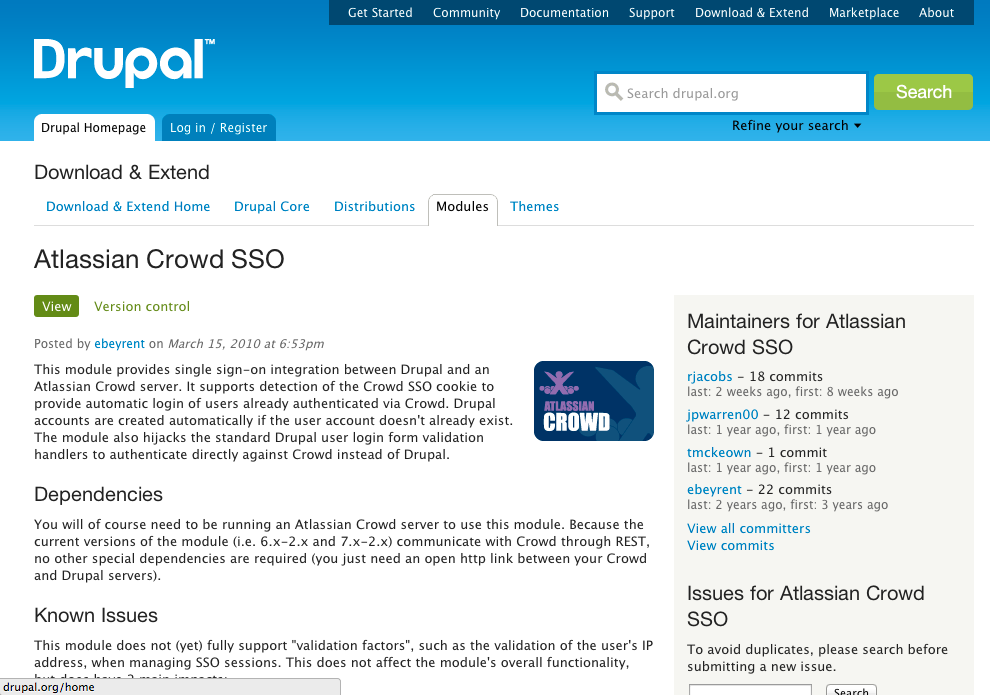 Get Started Community Documentation Support Download & Extend Marketplace About
Drupal™
Search drupal.org Search
Refine your search
Drupal Homepage Log in / Register
Download & Extend
Download & Extend Home Drupal Core Distributions Modules Themes
Atlassian Crowd SSO
View Version control
Posted by ebeyrent on March 15, 2010 at 6:53pm
This module provides single sign-on integration between Drupal and an
Atlassian Crowd server. It supports detection of the Crowd SSO cookie to
provide automatic login of users already authenticated via Crowd. Drupal
accounts are created automatically if the user account doesn't already exist.
The module also hijacks the standard Drupal user login form validation
handlers to authenticate directly against Crowd instead of Drupal.
ATLASSIAN
CROWD
Dependencies
You will of course need to be running an Atlassian Crowd server to use this module. Because the
current versions of the module (i.e. 6.x-2.x and 7.x-2.x) communicate with Crowd through REST,
no other special dependencies are required (you just need an open http link between your Crowd
and Drupal servers).
Known Issues
This module does not (yet) fully support "validation factors", such as the validation of the user's IP
address, when managing SSO sessions. This does not affect the module's overall functionality,
but does have 2 main impacts:
drupal.org/home
Maintainers for Atlassian
Crowd SSO
rjacobs – 18 commits
last: 2 weeks ago, first: 8 weeks ago
jpwarren00 – 12 commits
last: 1 year ago, first: 1 year ago
tmckeown – 1 commit
last: 1 year ago, first: 1 year ago
ebeyrent – 22 commits
last: 2 years ago, first: 3 years ago
View all committers
View commits
Issues for Atlassian Crowd
SSO
To avoid duplicates, please search before
submitting a new issue.
Search